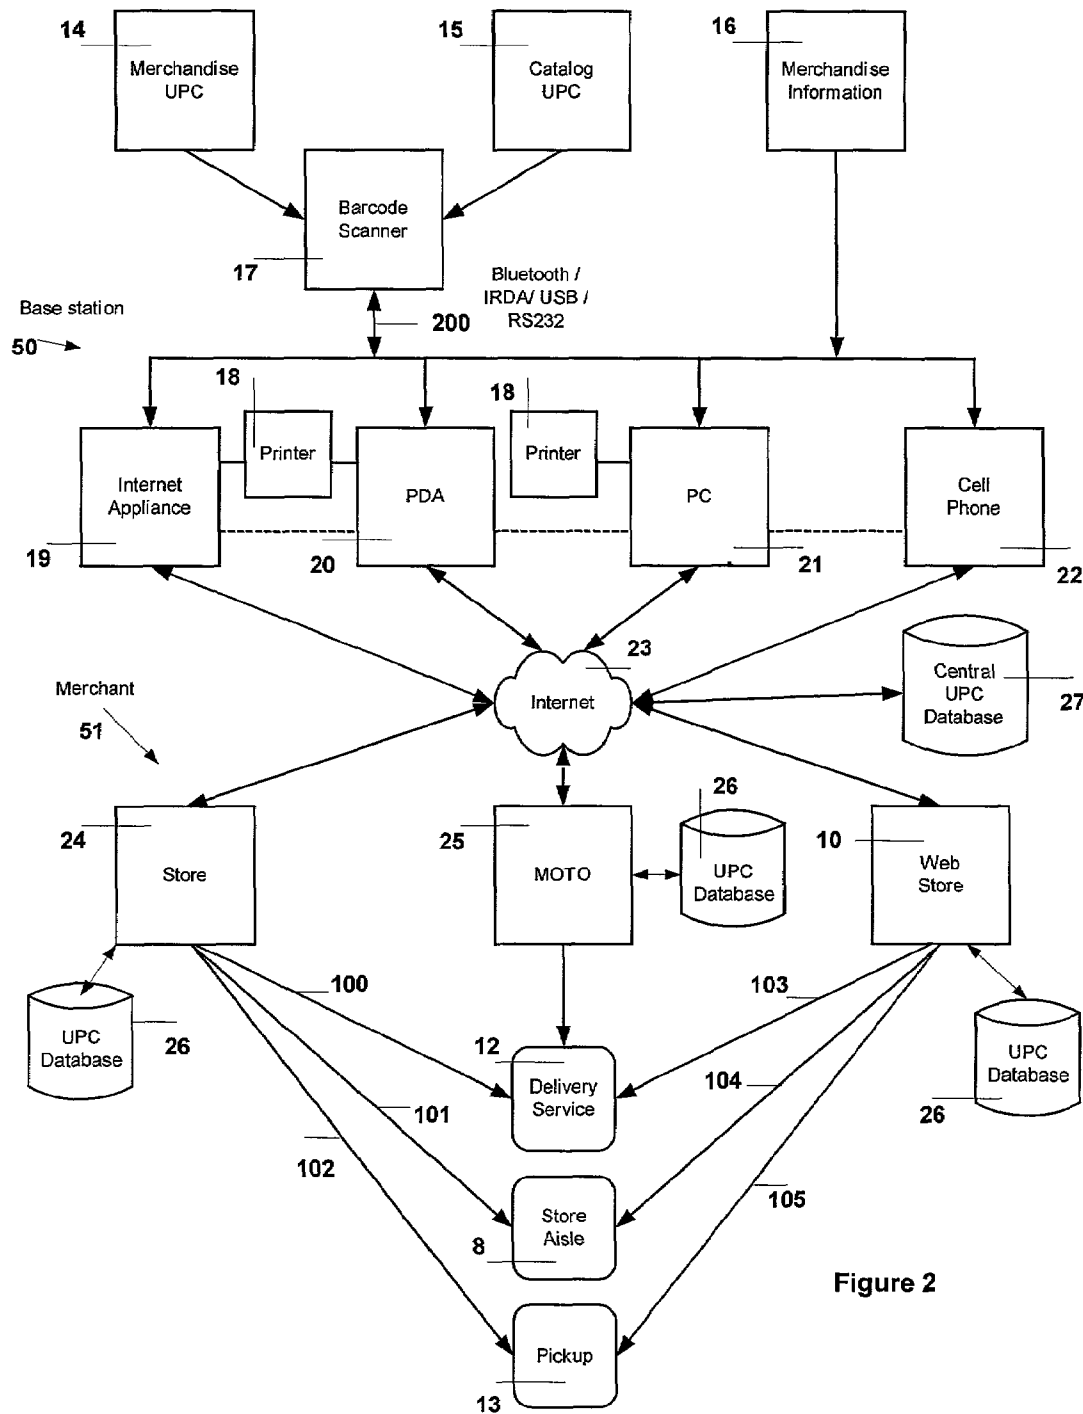 14
Merchandise
UPC
15
Catalog
UPC
16
Merchandise
Information
Barcode
Scanner
17
Bluetooth /
IRDA/ USB /
RS232
200
Base station
50
18
Printer
18
Printer
Internet
Appliance
19
PDA
20
PC
21
Cell
Phone
22
23
Internet
Central
UPC
Database
27
Merchant
51
24
Store
25
MOTO
26
UPC
Database
10
Web
Store
UPC
Database
26
100
101
102
103
104
105
UPC
Database
26
12
Delivery
Service
Store
Aisle
8
Pickup
13
Figure 2